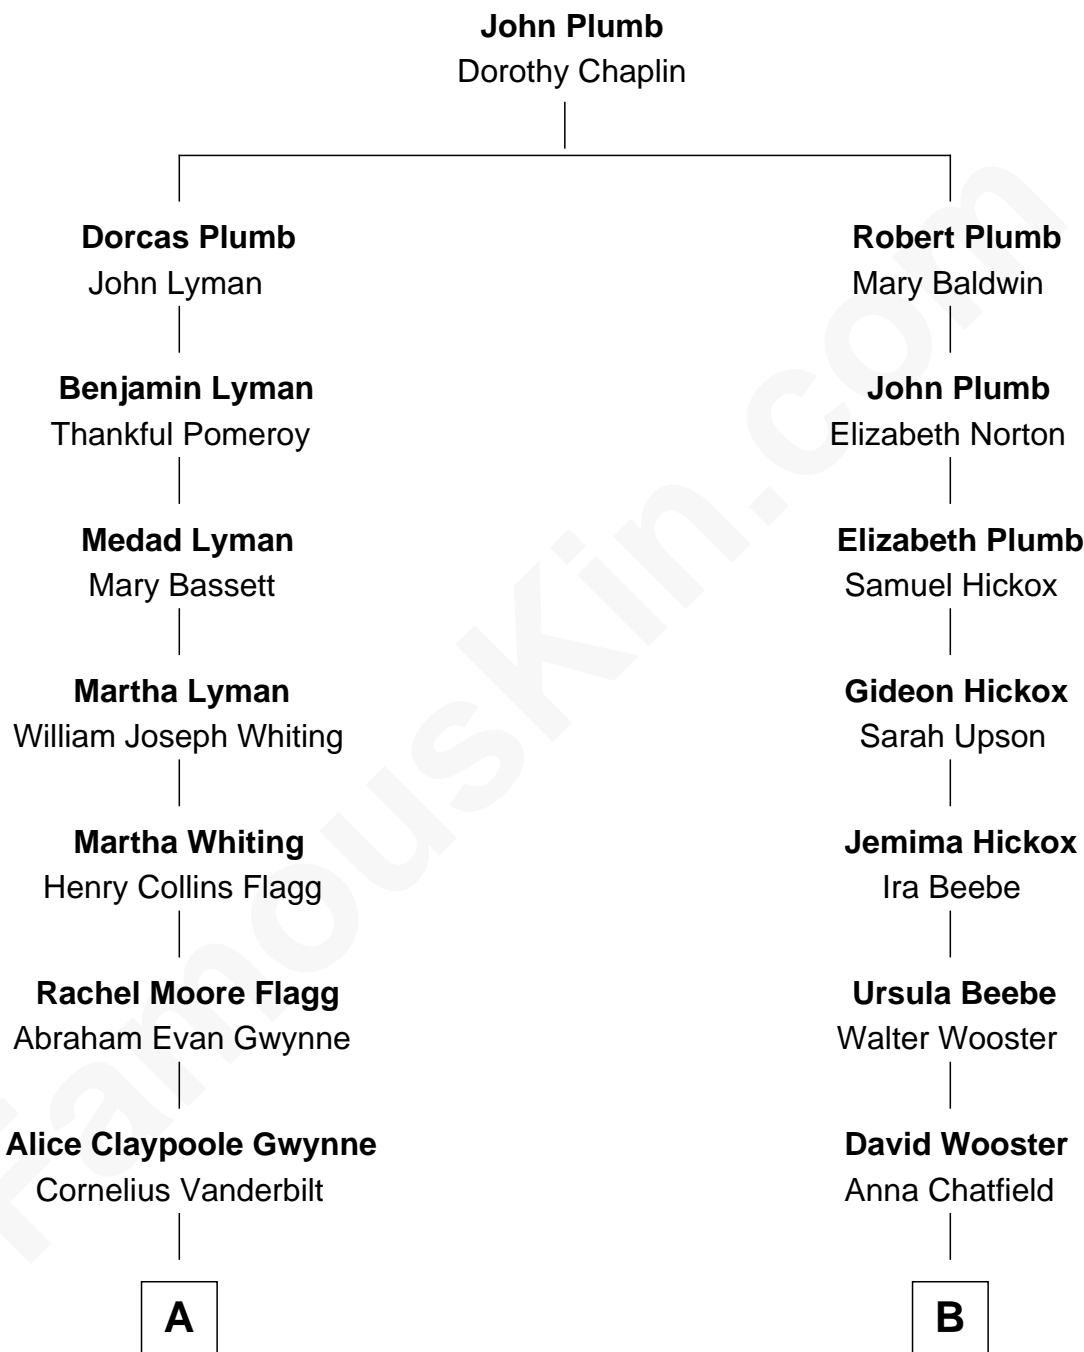 John Plumb
Dorothy Chaplin
Dorcas Plumb
John Lyman
Robert Plumb
Mary Baldwin
Benjamin Lyman
Thankful Pomeroy
John Plumb
Elizabeth Norton
Medad Lyman
Mary Bassett
Elizabeth Plumb
Samuel Hickox
Martha Lyman
William Joseph Whiting
Gideon Hickox
Sarah Upson
Martha Whiting
Henry Collins Flagg
Jemima Hickox
Ira Beebe
Rachel Moore Flagg
Abraham Evan Gwynne
Ursula Beebe
Walter Wooster
Alice Claypoole Gwynne
Cornelius Vanderbilt
David Wooster
Anna Chatfield
A
B
FamousKin.com